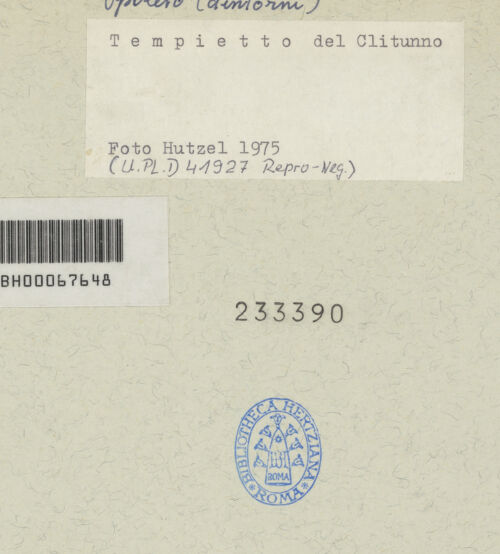 Spoleto (dintorni)
Tempietto del Clitunno
Foto Hutzel 1975
(U.Pl.D 41927 Repro-Neg.)
BH00067648
233390
BIBLIOTHECA HERTZIANA
ROMA
ROMA